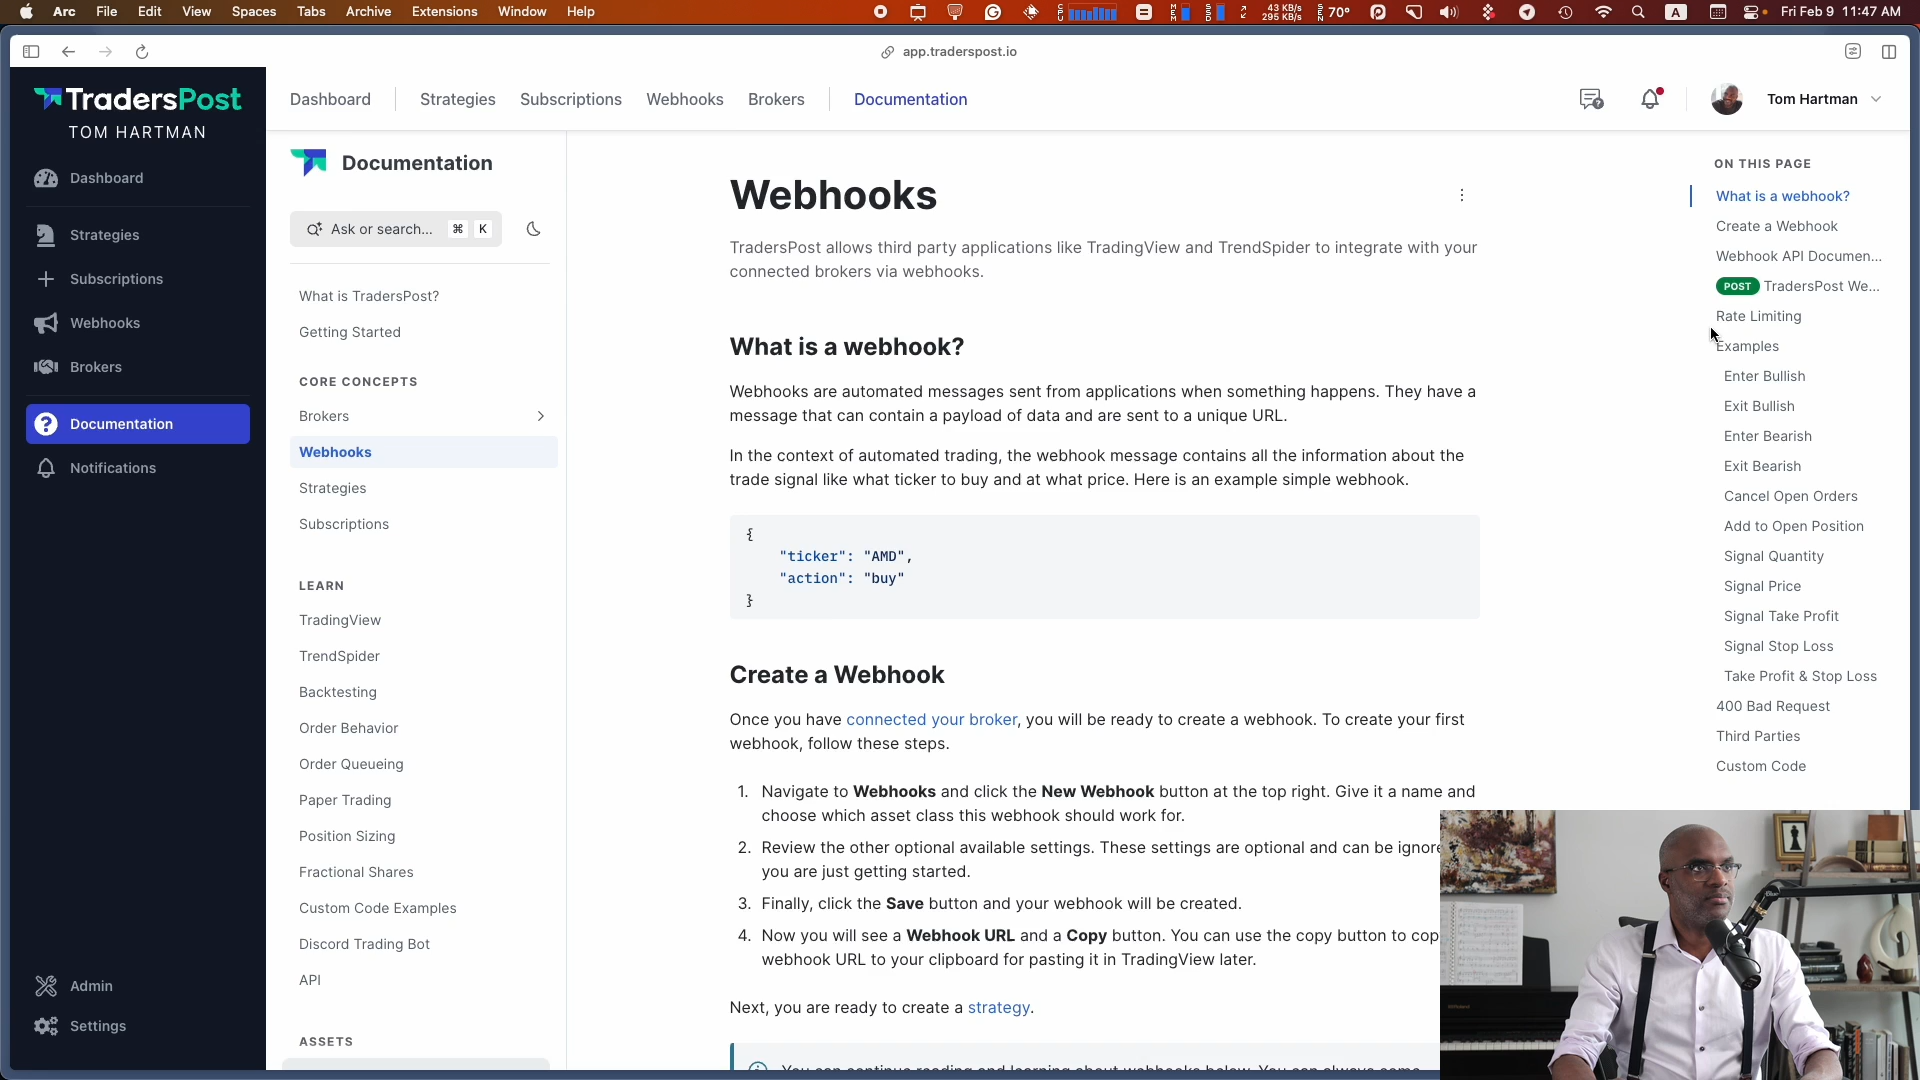 Arc File Edit View Spaces Tabs Archive Extensions Window Help
43 KB/s
295 KB/s
70°
A
Fri Feb 9 11:47 AM
app.traderspost.io
TradersPost
TOM HARTMAN
Dashboard
Strategies
Subscriptions
Webhooks
Brokers
Documentation
Notifications
Admin
Settings
Dashboard Strategies Subscriptions Webhooks Brokers Documentation
Tom Hartman
Documentation
Ask or search... ⌘ K
What is TradersPost?
Getting Started
CORE CONCEPTS
Brokers
Webhooks
Strategies
Subscriptions
LEARN
TradingView
TrendSpider
Backtesting
Order Behavior
Order Queueing
Paper Trading
Position Sizing
Fractional Shares
Custom Code Examples
Discord Trading Bot
API
ASSETS
Webhooks
TradersPost allows third party applications like TradingView and TrendSpider to integrate with your
connected brokers via webhooks.
What is a webhook?
Webhooks are automated messages sent from applications when something happens. They have a
message that can contain a payload of data and are sent to a unique URL.
In the context of automated trading, the webhook message contains all the information about the
trade signal like what ticker to buy and at what price. Here is an example simple webhook.
{
"ticker": "AMD",
"action": "buy"
}
Create a Webhook
Once you have connected your broker, you will be ready to create a webhook. To create your first
webhook, follow these steps.
1. Navigate to Webhooks and click the New Webhook button at the top right. Give it a name and
choose which asset class this webhook should work for.
2. Review the other optional available settings. These settings are optional and can be ignore
you are just getting started.
3. Finally, click the Save button and your webhook will be created.
4. Now you will see a Webhook URL and a Copy button. You can use the copy button to cop
webhook URL to your clipboard for pasting it in TradingView later.
Next, you are ready to create a strategy.
You can continue reading and learning about webhooks below. You can always come
ON THIS PAGE
What is a webhook?
Create a Webhook
Webhook API Documen...
POST TradersPost We...
Rate Limiting
Examples
Enter Bullish
Exit Bullish
Enter Bearish
Exit Bearish
Cancel Open Orders
Add to Open Position
Signal Quantity
Signal Price
Signal Take Profit
Signal Stop Loss
Take Profit & Stop Loss
400 Bad Request
Third Parties
Custom Code